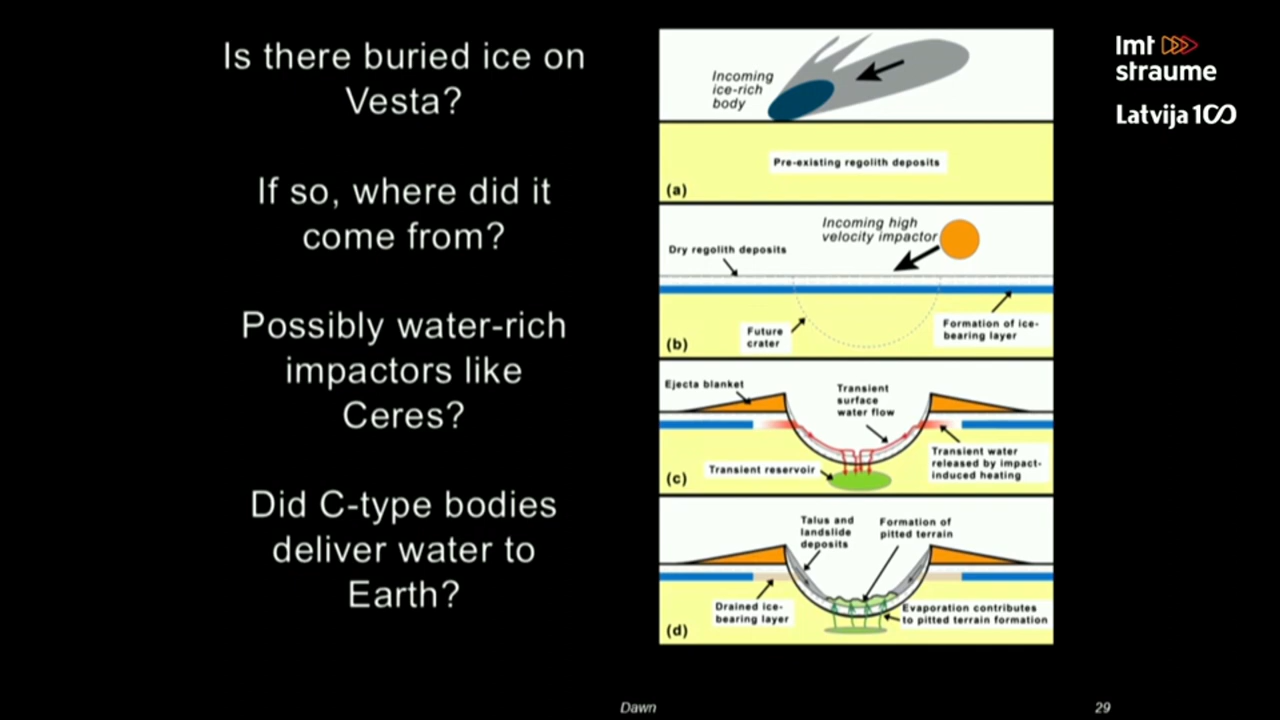 Is there buried ice on
Vesta?
If so, where did it
come from?
Possibly water-rich
impactors like
Ceres?
Did C-type bodies
deliver water to
Earth?
Incoming
ice-rich
body
Pre-existing regolith deposits
(a)
Incoming high
velocity impactor
Dry regolith deposits
Future
crater
Formation of ice-
bearing layer
(b)
Ejecta blanket
Transient
surface
water flow
Transient reservoir
Transient water
released by impact-
induced heating
(c)
Talus and
landslide
deposits
Formation of
pitted terrain
Drained ice-
bearing layer
Evaporation contributes
to pitted terrain formation
(d)
lmt
straume
Latvija 100
Dawn
29